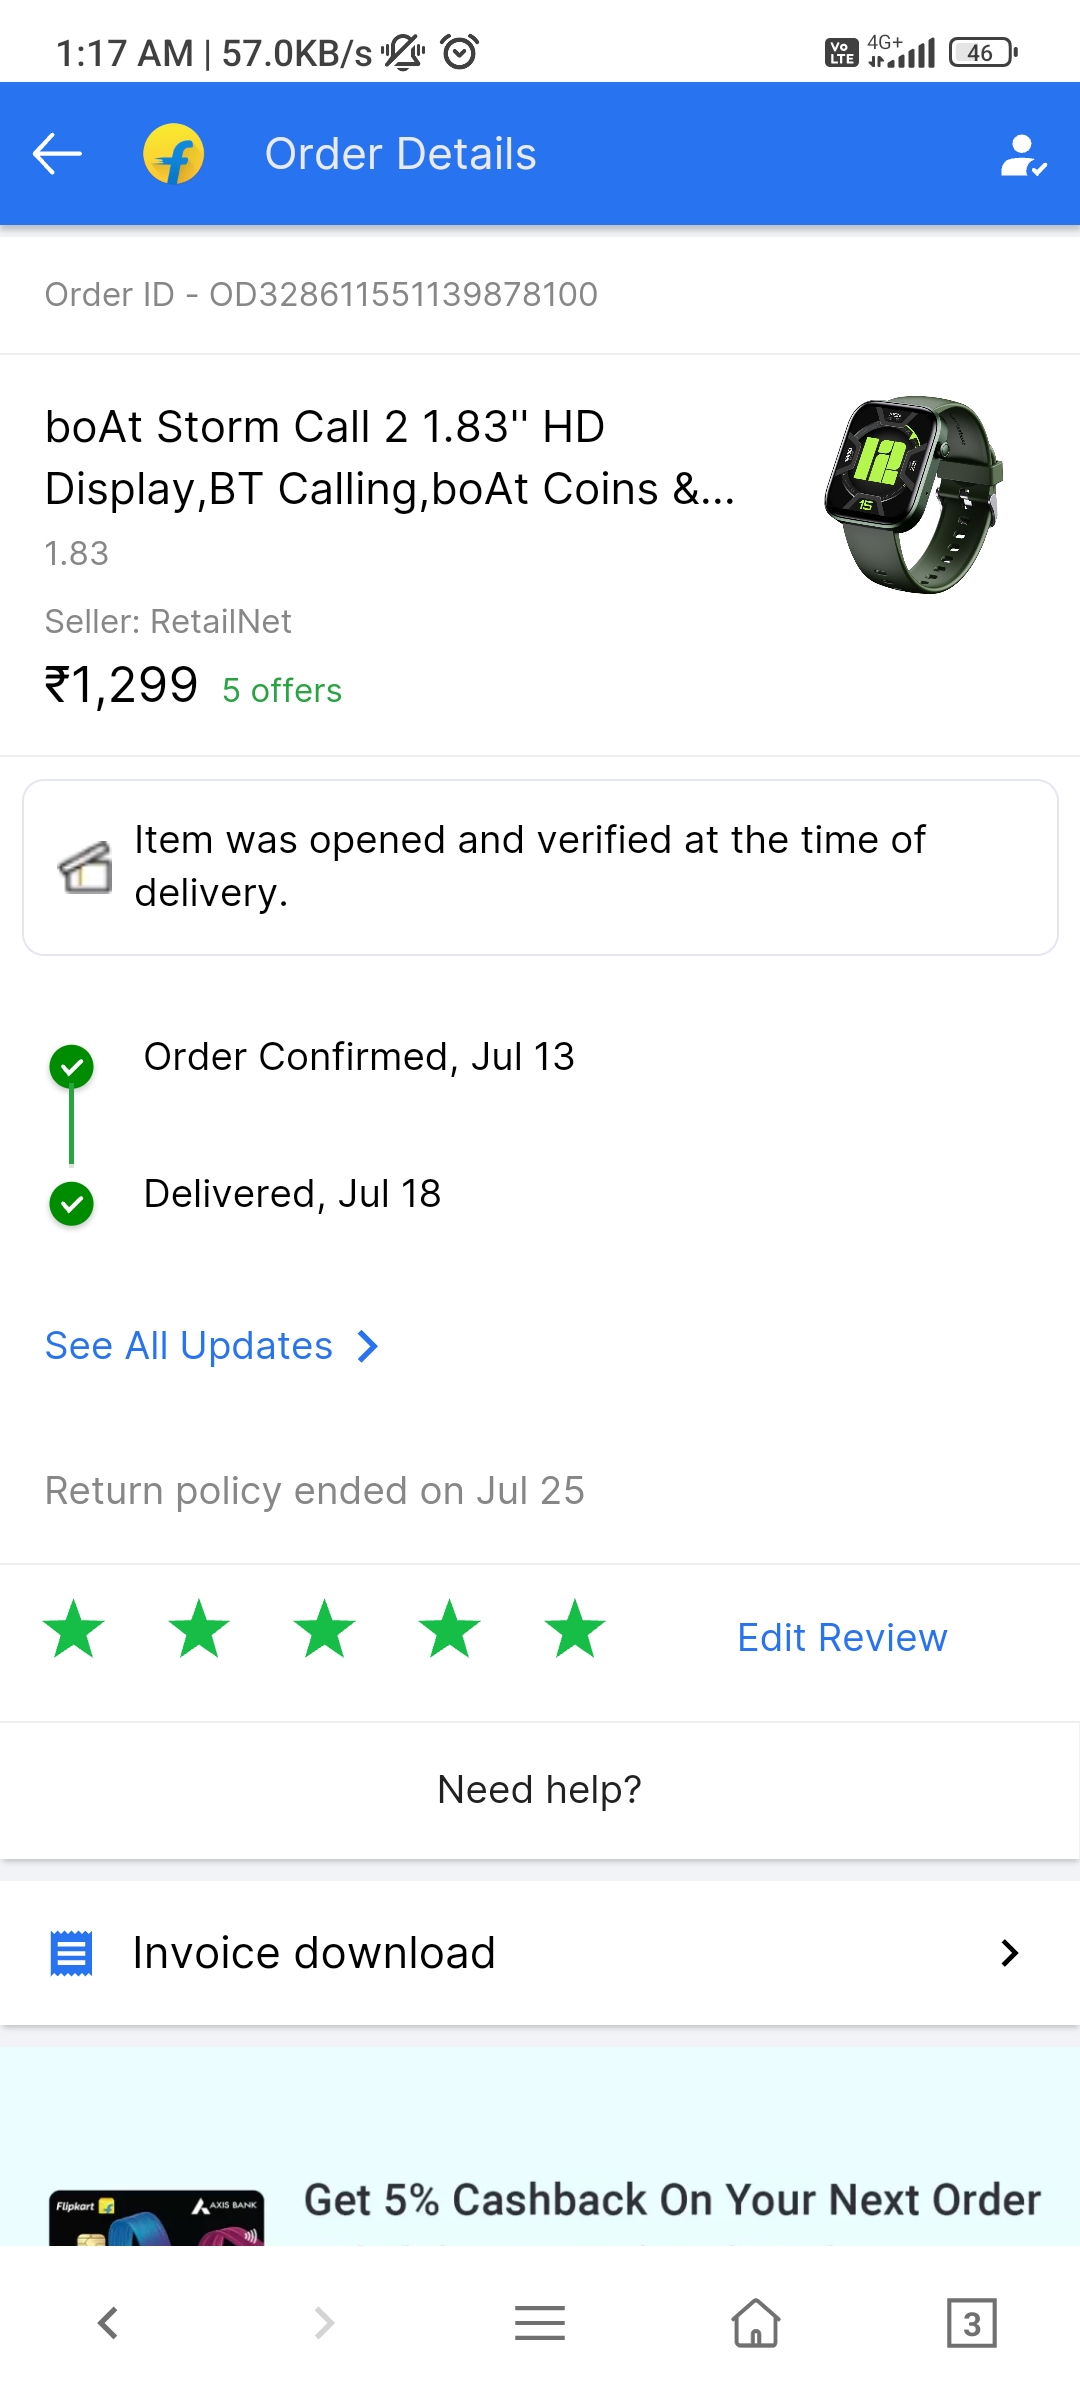 1:17 AM | 57.0KB/s
Vo LTE 4G+ 46
Order Details
Order ID - OD328611551139878100
boAt Storm Call 2 1.83'' HD
Display,BT Calling,boAt Coins &...
1.83
Seller: RetailNet
₹1,299 5 offers
Item was opened and verified at the time of
delivery.
Order Confirmed, Jul 13
Delivered, Jul 18
See All Updates
Return policy ended on Jul 25
Edit Review
Need help?
Invoice download
Get 5% Cashback On Your Next Order
Flipkart AXIS BANK
3